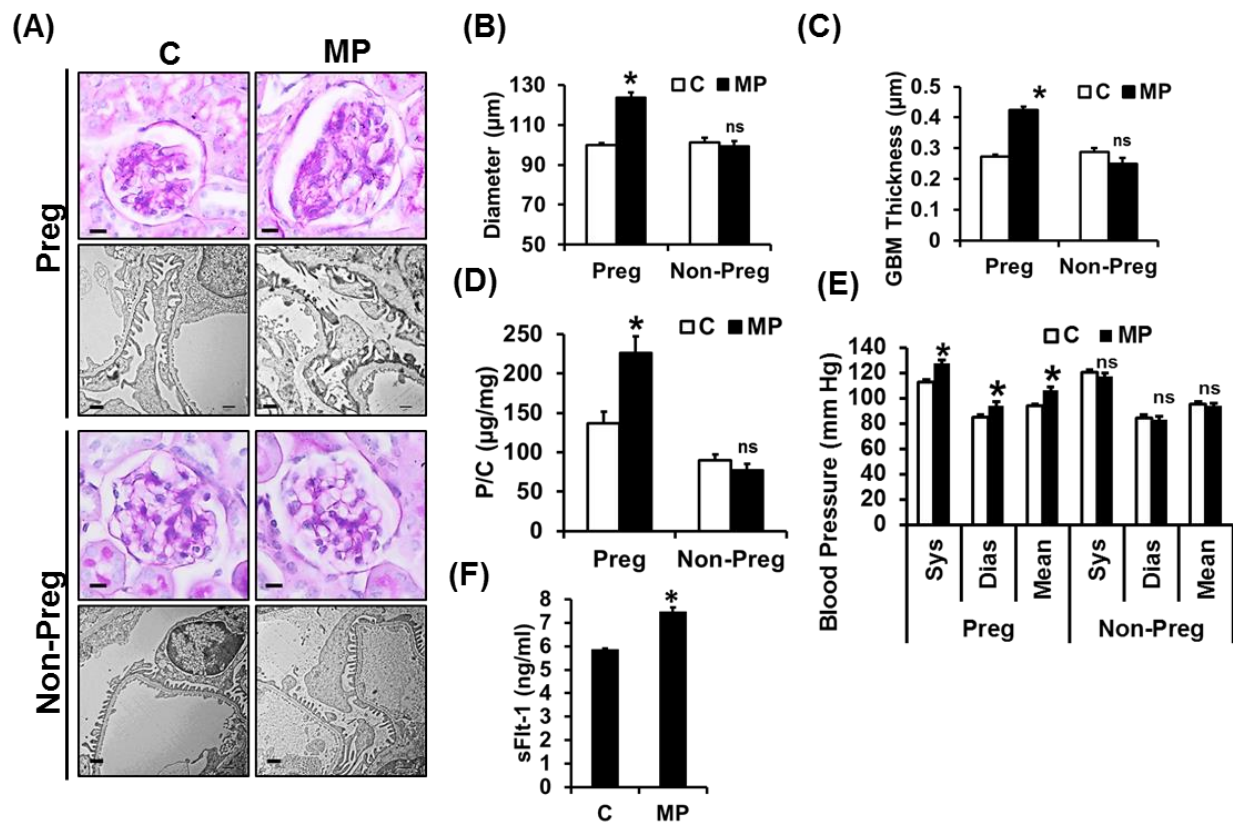 (A)
C
MP
Preg
Non-Preg
(B)
Diameter (µm)
130
110
90
70
50
C MP
*
ns
Preg Non-Preg
(C)
GBM Thickness (µm)
0.5
0.4
0.3
0.2
0.1
0
C MP
*
ns
Preg Non-Preg
(D)
P/C (µg/mg)
250
200
150
100
50
0
C MP
*
ns
Preg Non-Preg
(E)
Blood Pressure (mm Hg)
140
120
100
80
60
40
20
0
C MP
*
*
*
ns
ns
ns
Sys Dias Mean Sys Dias Mean
Preg Non-Preg
(F)
sFlt-1 (ng/ml)
8
7
6
5
4
3
2
1
0
*
C MP